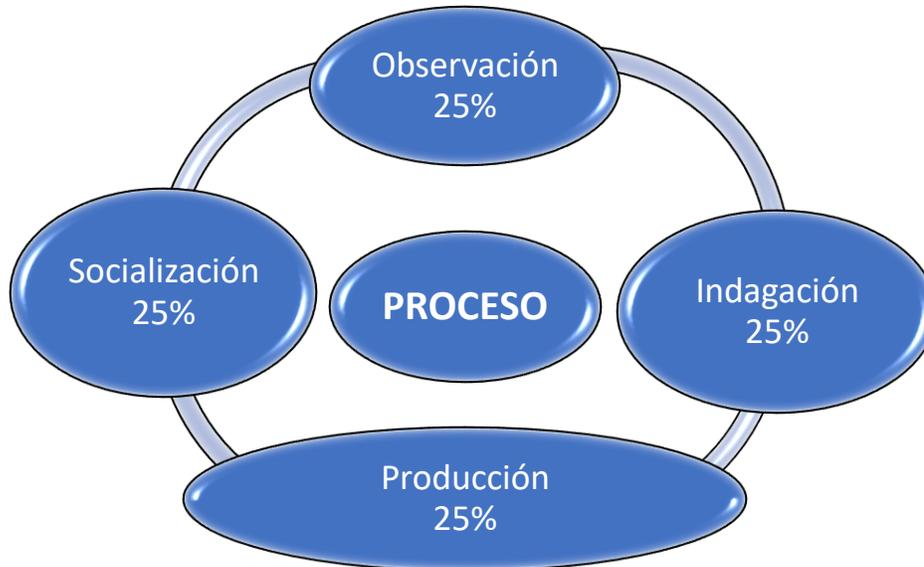 Observación
25%
Socialización
25%
PROCESO
Indagación
25%
Producción
25%